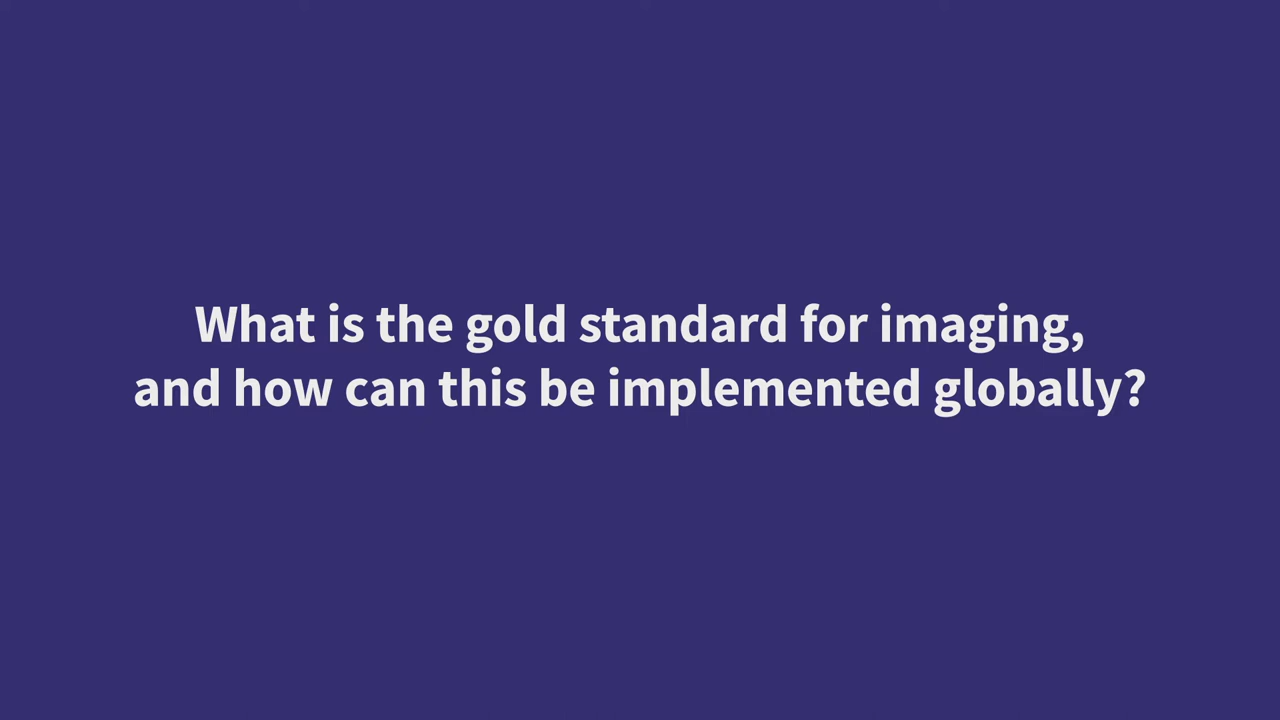 What is the gold standard for imaging,
and how can this be implemented globally?